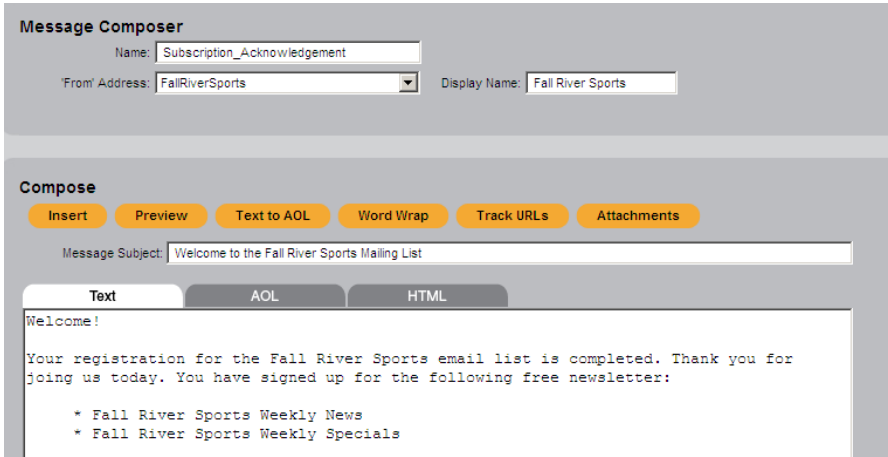 Message Composer
Name: Subscription_Acknowledgement
'From' Address: FallRiverSports Display Name: Fall River Sports
Compose
Insert Preview Text to AOL Word Wrap Track URLs Attachments
Message Subject: Welcome to the Fall River Sports Mailing List
Text AOL HTML
Welcome!
Your registration for the Fall River Sports email list is completed. Thank you for
joing us today. You have signed up for the following free newsletter:
* Fall River Sports Weekly News
* Fall River Sports Weekly Specials